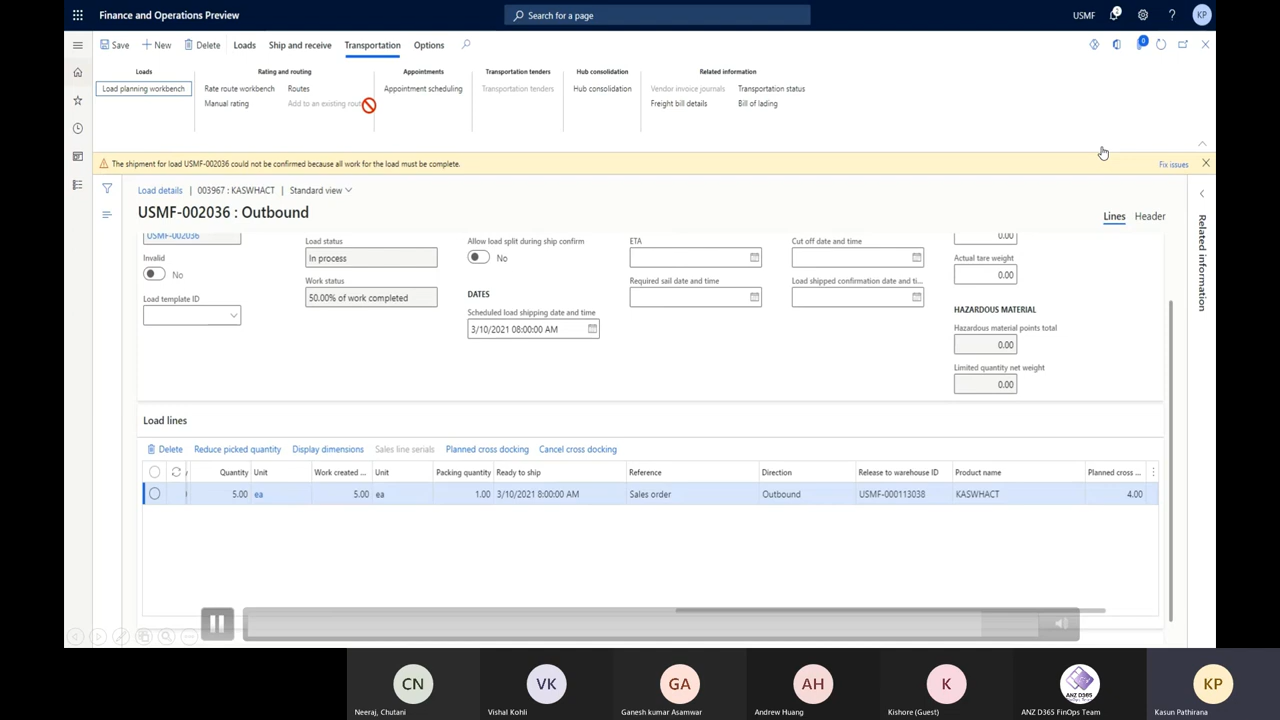 Finance and Operations Preview
Search for a page
USMF
KP
Save
New
Delete
Loads
Ship and receive
Transportation
Options
0
Loads
Load planning workbench
Rating and routing
Rate route workbench
Routes
Manual rating
Add to an existing rout
Appointments
Appointment scheduling
Transportation tenders
Transportation tenders
Hub consolidation
Hub consolidation
Related information
Vendor invoice journals
Transportation status
Freight bill details
Bill of lading
The shipment for load USMF-002036 could not be confirmed because all work for the load must be complete.
Fix issues
Load details | 003967 : KASWHACT | Standard view
USMF-002036 : Outbound
Lines
Header
Related information
USMF-002036
Invalid
No
Load template ID
Load status
In process
Work status
50.00% of work completed
Allow load split during ship confirm
No
DATES
Scheduled load shipping date and time
3/10/2021 08:00:00 AM
ETA
Required sail date and time
Cut off date and time
Load shipped confirmation date and ti...
0.00
Actual tare weight
0.00
HAZARDOUS MATERIAL
Hazardous material points total
0.00
Limited quantity net weight
0.00
Load lines
Delete
Reduce picked quantity
Display dimensions
Sales line serials
Planned cross docking
Cancel cross docking
Quantity Unit Work created ... Unit Packing quantity Ready to ship Reference Direction Release to warehouse ID Product name Planned cross ...
5.00 ea 5.00 ea 1.00 3/10/2021 8:00:00 AM Sales order Outbound USMF-000113038 KASWHACT 4.00
CN
Neeraj, Chutani
VK
Vishal Kohli
GA
Ganesh kumar Asamwar
AH
Andrew Huang
K
Kishore (Guest)
ANZ D365
ANZ D365 FinOps Team
KP
Kasun Pathirana